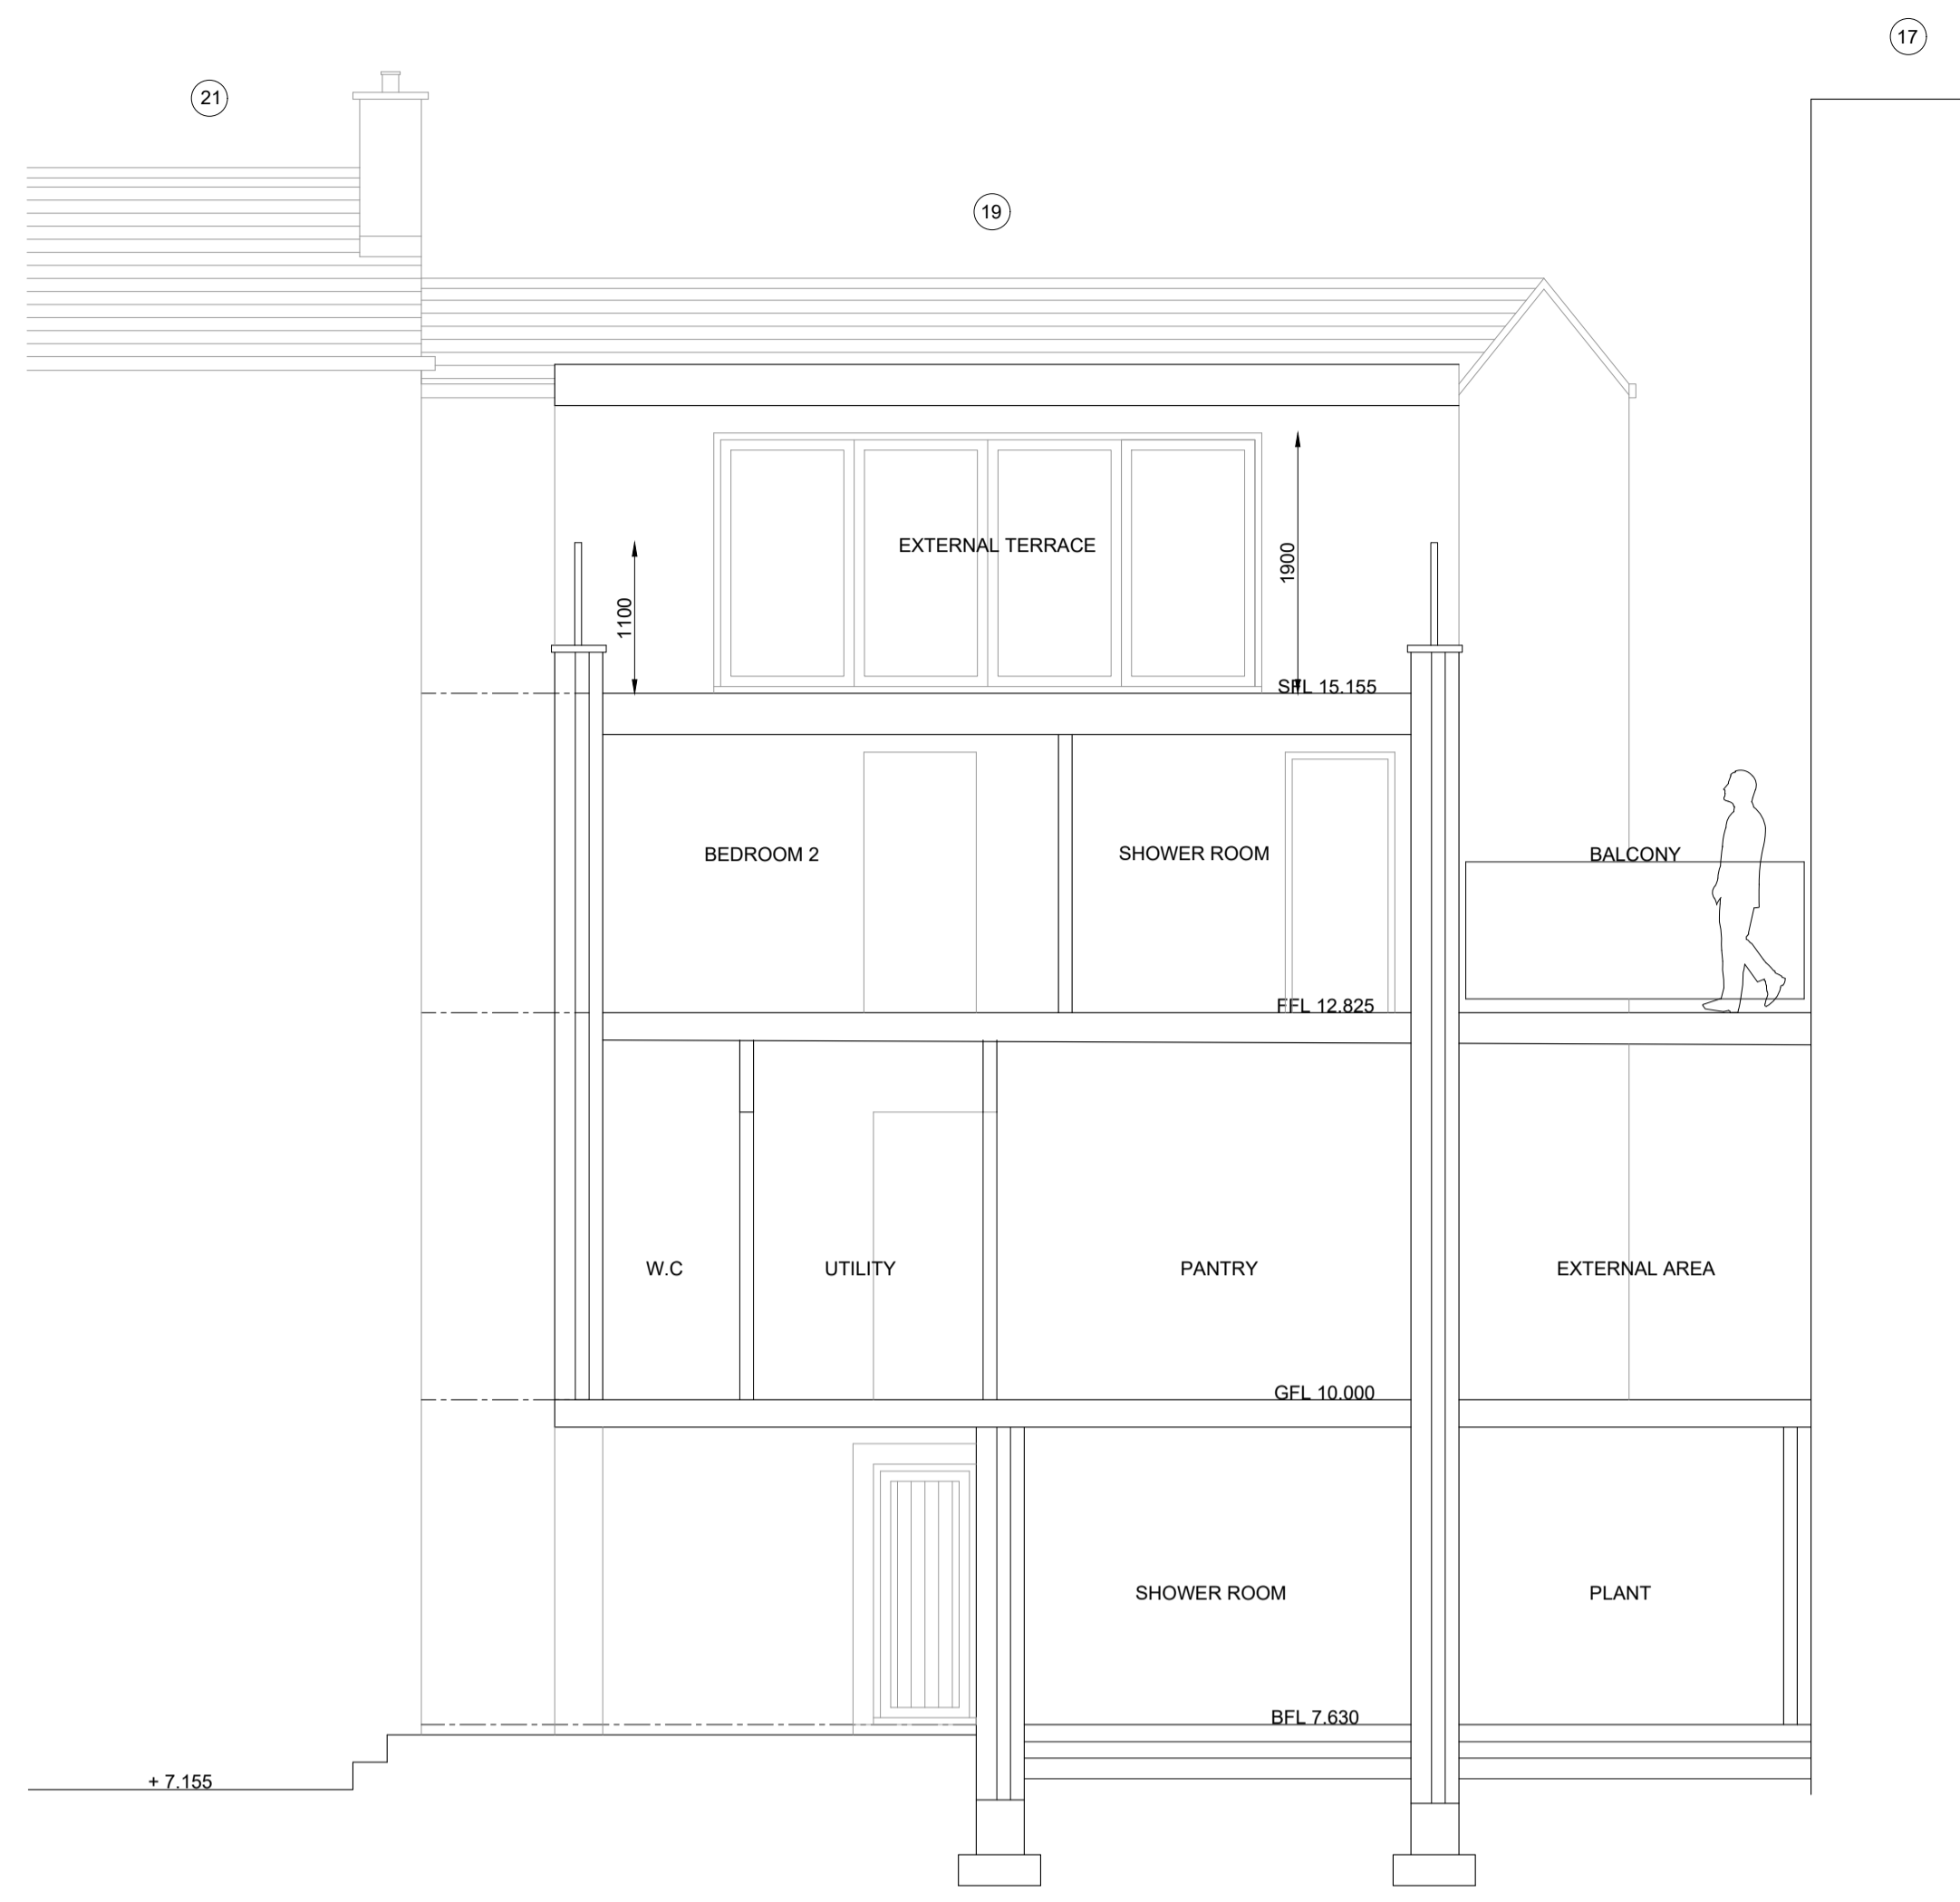 17
21
19
EXTERNAL TERRACE
1900
1100
SFL 15.155
BEDROOM 2
SHOWER ROOM
BALCONY
FFL 12.825
W.C
UTILITY
PANTRY
EXTERNAL AREA
GFL 10.000
SHOWER ROOM
PLANT
BFL 7.630
+ 7.155